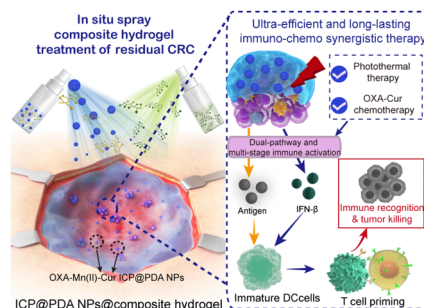 In situ spray
composite hydrogel
treatment of residual CRC
OXA-Mn(II)-Cur ICP@PDA NPs
ICP@PDA NPs@composite hydrogel
Ultra-efficient and long-lasting
immuno-chemo synergistic therapy
Photothermal
therapy
OXA-Cur
chemotherapy
Dual-pathway and
multi-stage immune activation
Antigen
IFN-β
Immune recognition
& tumor killing
Immature DCcells
T cell priming